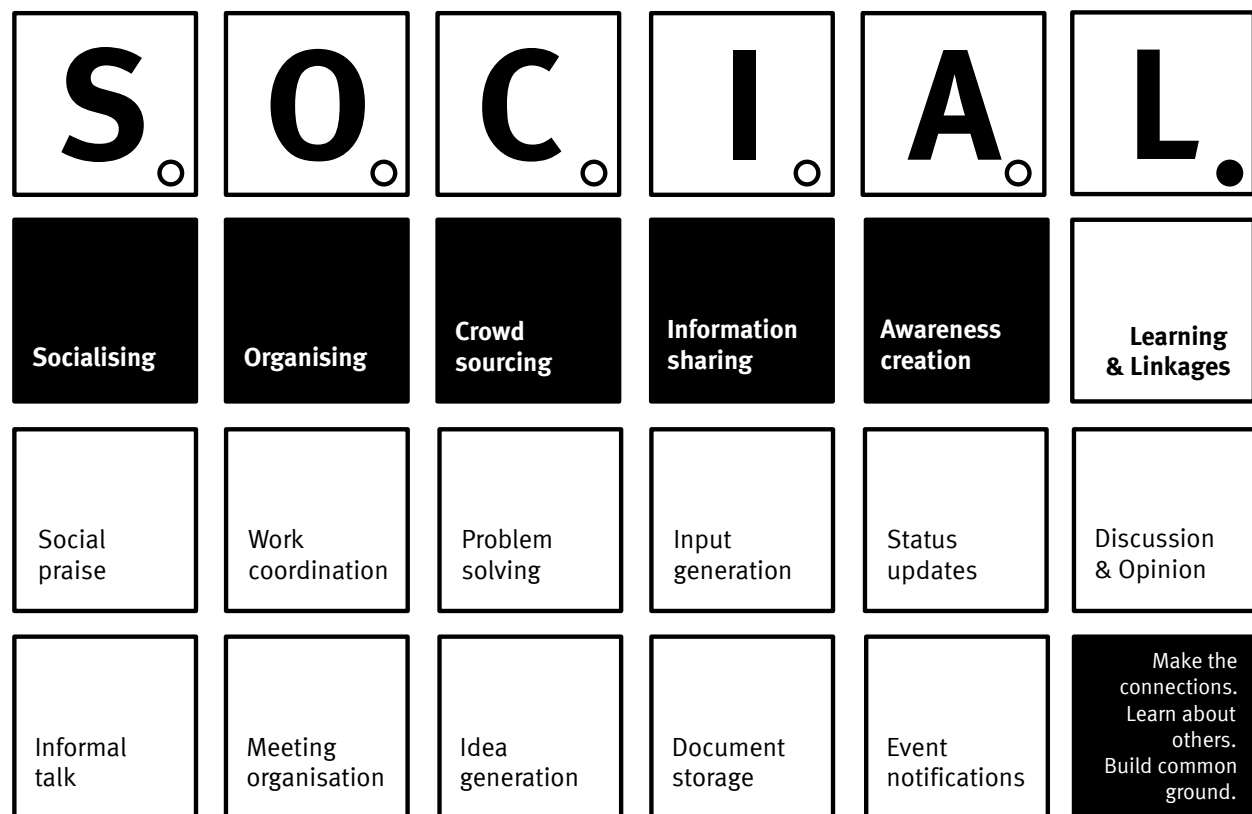 S O C I A L
Socialising
Organising
Crowd
sourcing
Information
sharing
Awareness
creation
Learning
& Linkages
Social
praise
Work
coordination
Problem
solving
Input
generation
Status
updates
Discussion
& Opinion
Informal
talk
Meeting
organisation
Idea
generation
Document
storage
Event
notifications
Make the
connections.
Learn about
others.
Build common
ground.